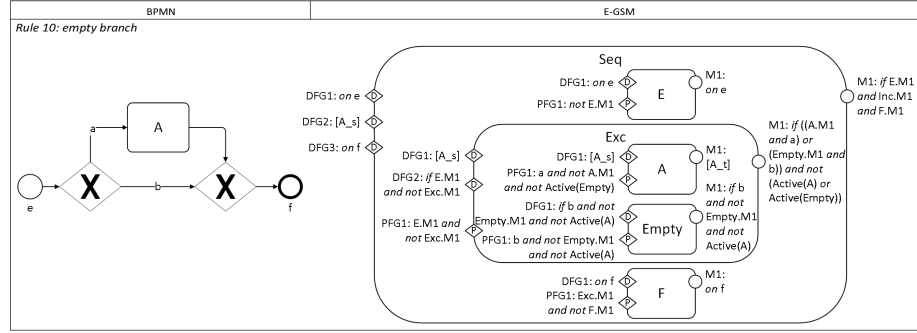 BPMN
E-GSM
Rule 10: empty branch
a
A
X
b
X
e
f
Seq
DFG1: on e
DFG2: [A_s]
DFG3: on f
DFG1: on e
PFG1: not E.M1
E
M1:
on e
Exc
DFG1: [A_s]
DFG2: if E.M1
and not Exc.M1
PFG1: E.M1 and
not Exc.M1
DFG1: [A_s]
PFG1: a and not A.M1
and not Active(Empty)
A
M1:
[A_t]
DFG1: if b and not
Empty.M1 and not Active(A)
PFG1: b and not Empty.M1
and not Active(A)
Empty
M1: if b
and not
Empty.M1
and not
Active(A)
M1: if ((A.M1
and a) or
(Empty.M1 and
b)) and not
(Active(A) or
Active(Empty))
DFG1: on f
PFG1: Exc.M1
and not F.M1
F
M1:
on f
M1: if E.M1
and Inc.M1
and F.M1
D
D
D
D
P
D
D
P
D
P
D
P
D
P